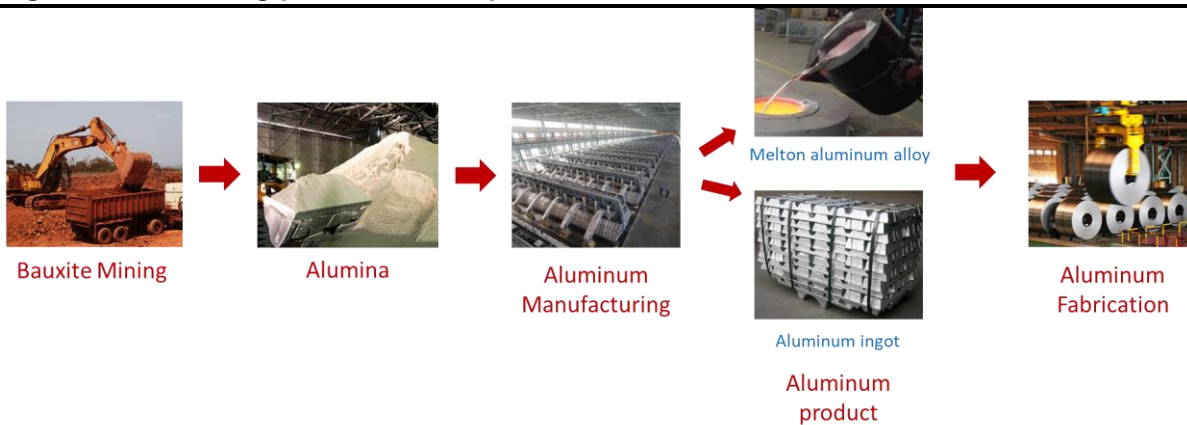 Bauxite Mining
Alumina
Aluminum
Manufacturing
Melton aluminum alloy
Aluminum ingot
Aluminum
product
Aluminum
Fabrication